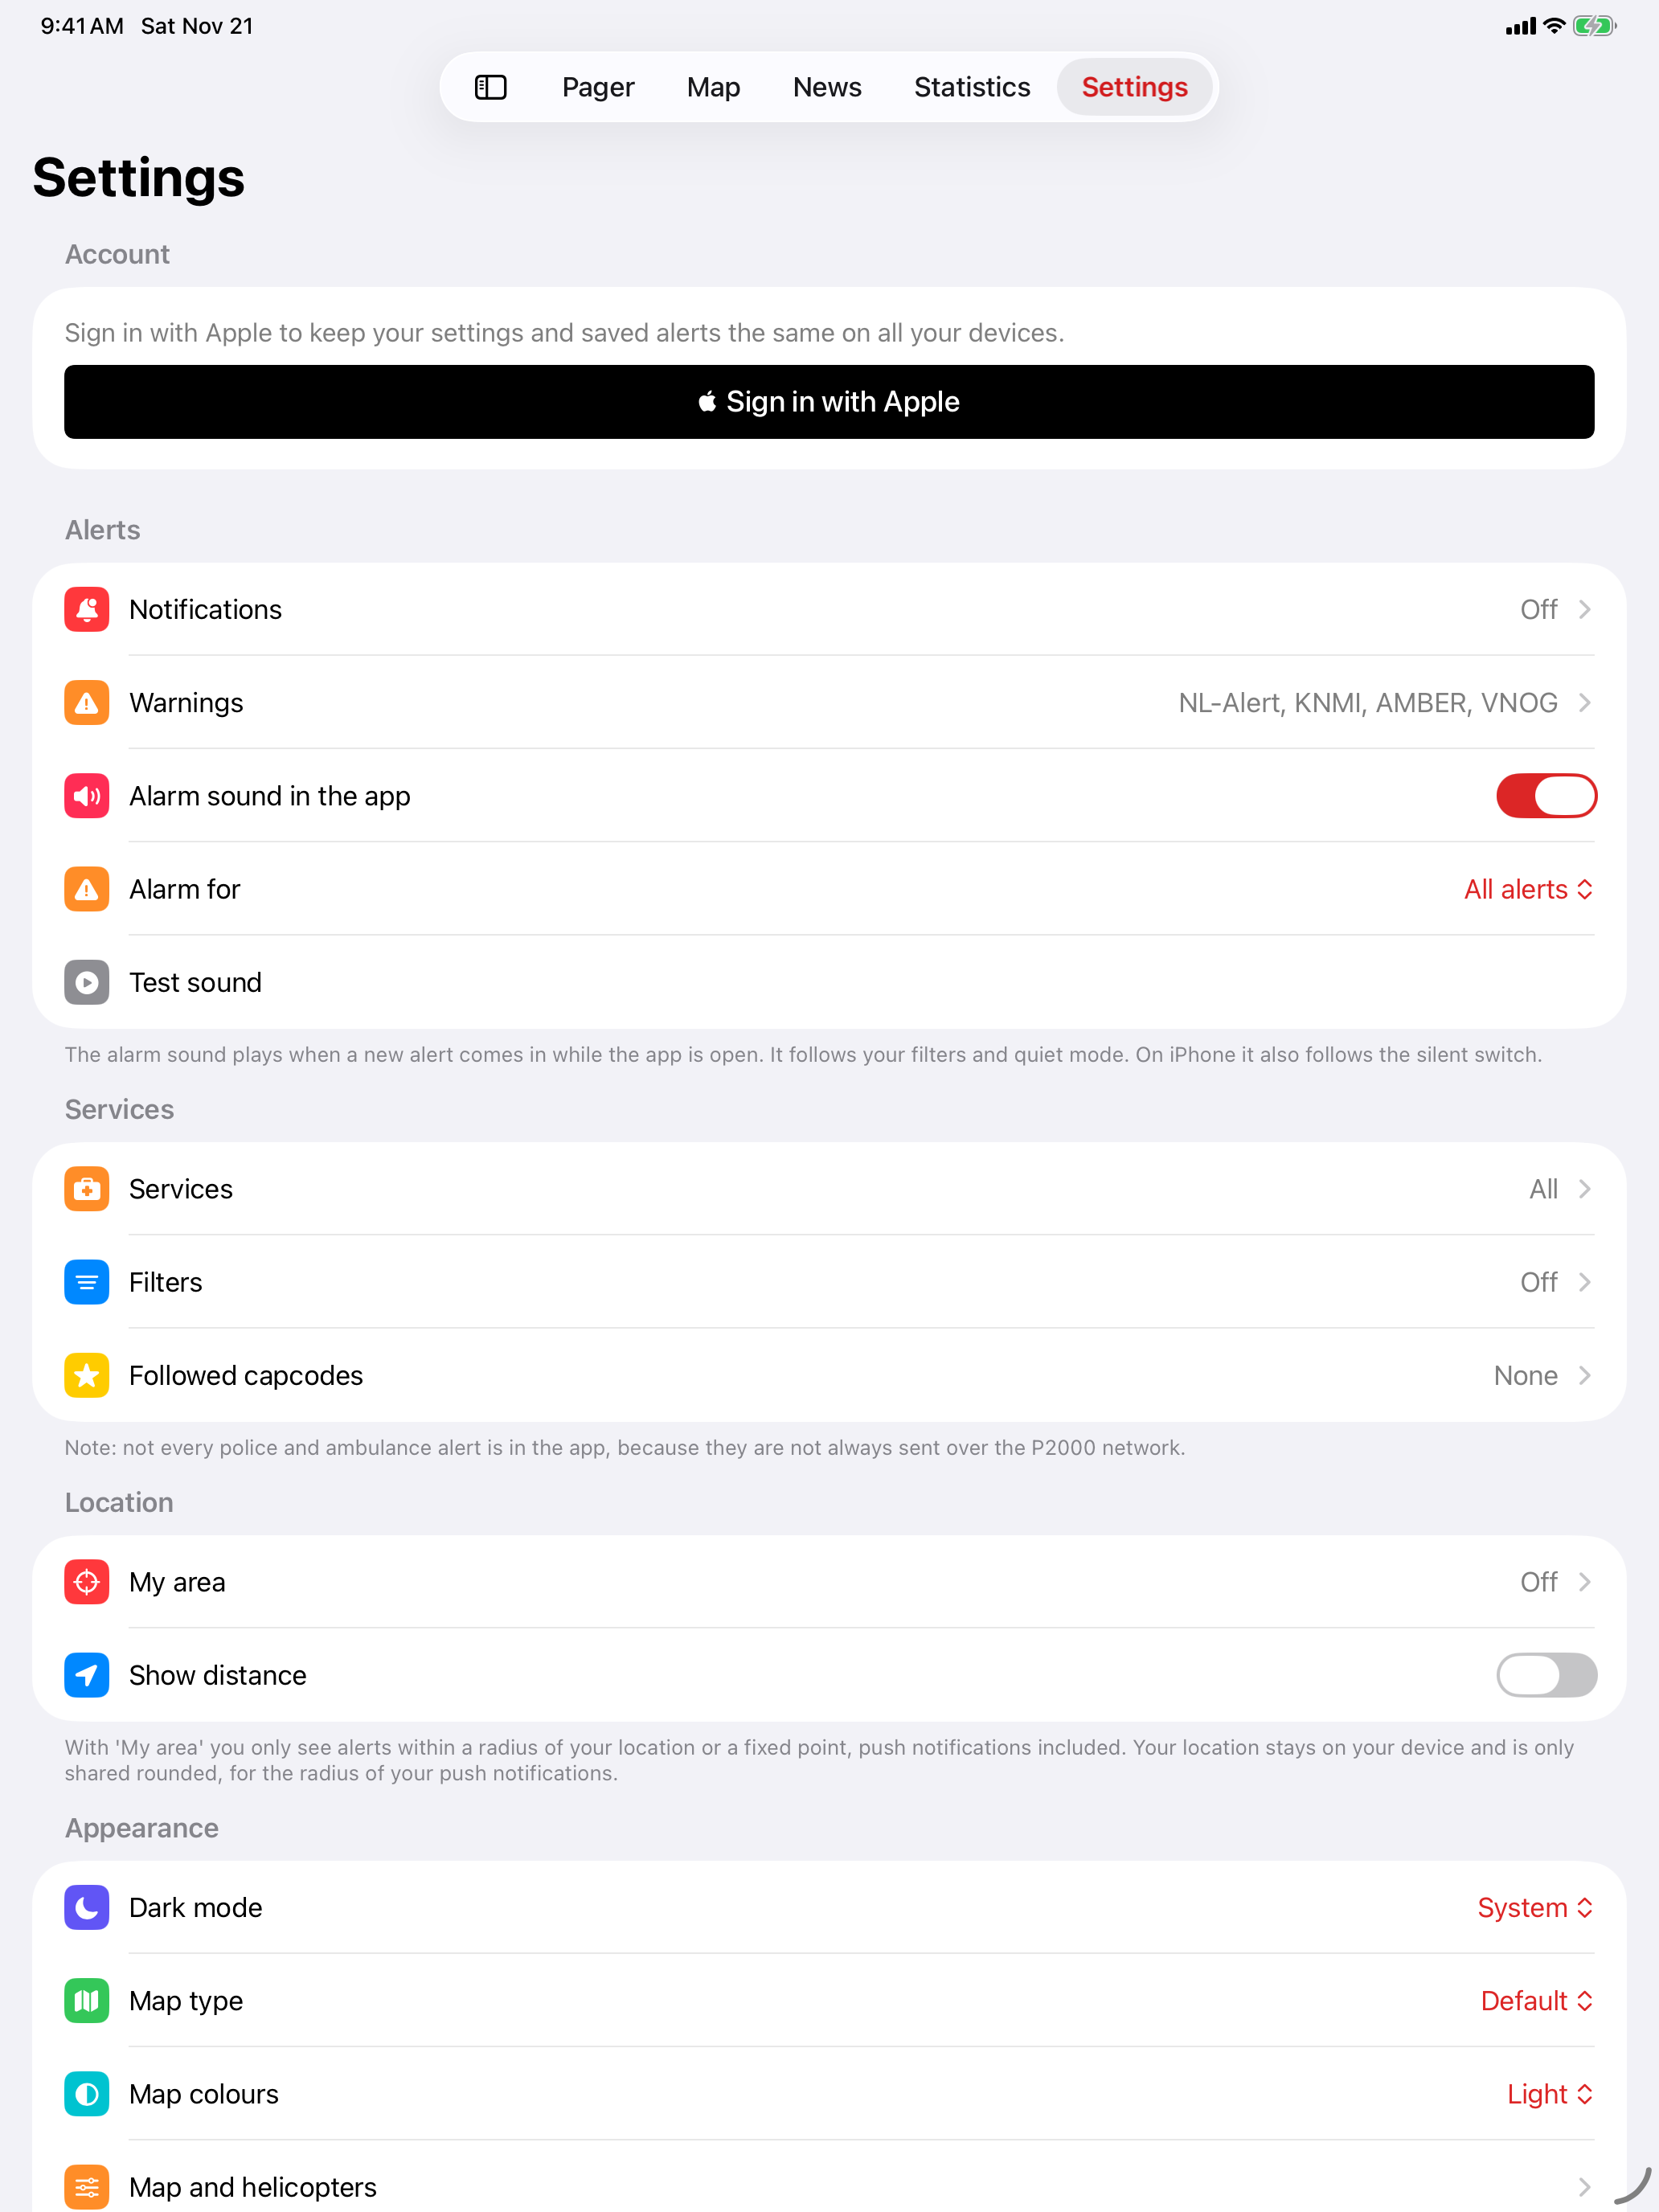 9:41 AM Sat Nov 21
Pager Map News Statistics Settings
Settings
Account
Sign in with Apple to keep your settings and saved alerts the same on all your devices.
Sign in with Apple
Alerts
Notifications Off
Warnings NL-Alert, KNMI, AMBER, VNOG
Alarm sound in the app
Alarm for All alerts
Test sound
The alarm sound plays when a new alert comes in while the app is open. It follows your filters and quiet mode. On iPhone it also follows the silent switch.
Services
Services All
Filters Off
Followed capcodes None
Note: not every police and ambulance alert is in the app, because they are not always sent over the P2000 network.
Location
My area Off
Show distance
With 'My area' you only see alerts within a radius of your location or a fixed point, push notifications included. Your location stays on your device and is only
shared rounded, for the radius of your push notifications.
Appearance
Dark mode System
Map type Default
Map colours Light
Map and helicopters